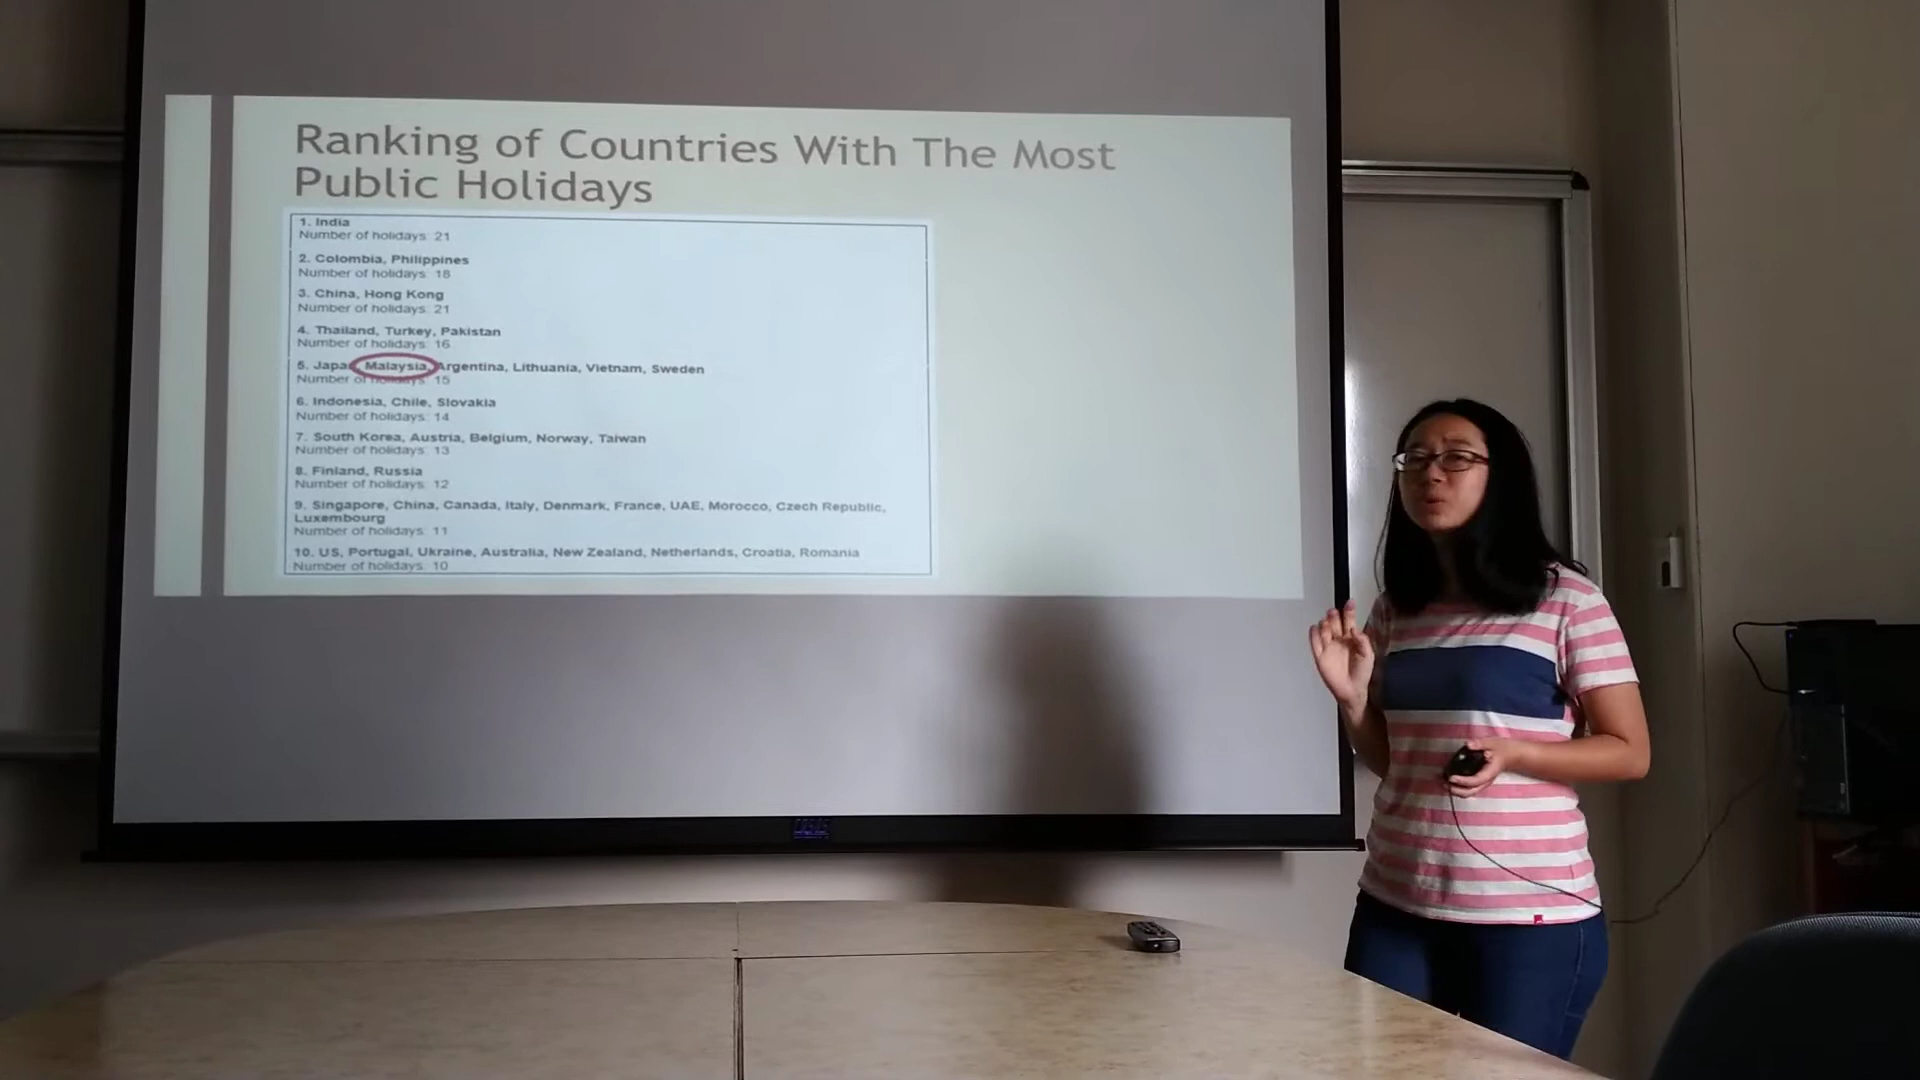 Ranking of Countries With The Most
Public Holidays
1. India
Number of holidays: 21
2. Colombia, Philippines
Number of holidays: 18
3. China, Hong Kong
Number of holidays: 21
4. Thailand, Turkey, Pakistan
Number of holidays: 16
5. Japan, Malaysia, Argentina, Lithuania, Vietnam, Sweden
Number of holidays: 15
6. Indonesia, Chile, Slovakia
Number of holidays: 14
7. South Korea, Austria, Belgium, Norway, Taiwan
Number of holidays: 13
8. Finland, Russia
Number of holidays: 12
9. Singapore, China, Canada, Italy, Denmark, France, UAE, Morocco, Czech Republic,
Luxembourg
Number of holidays: 11
10. US, Portugal, Ukraine, Australia, New Zealand, Netherlands, Croatia, Romania
Number of holidays: 10